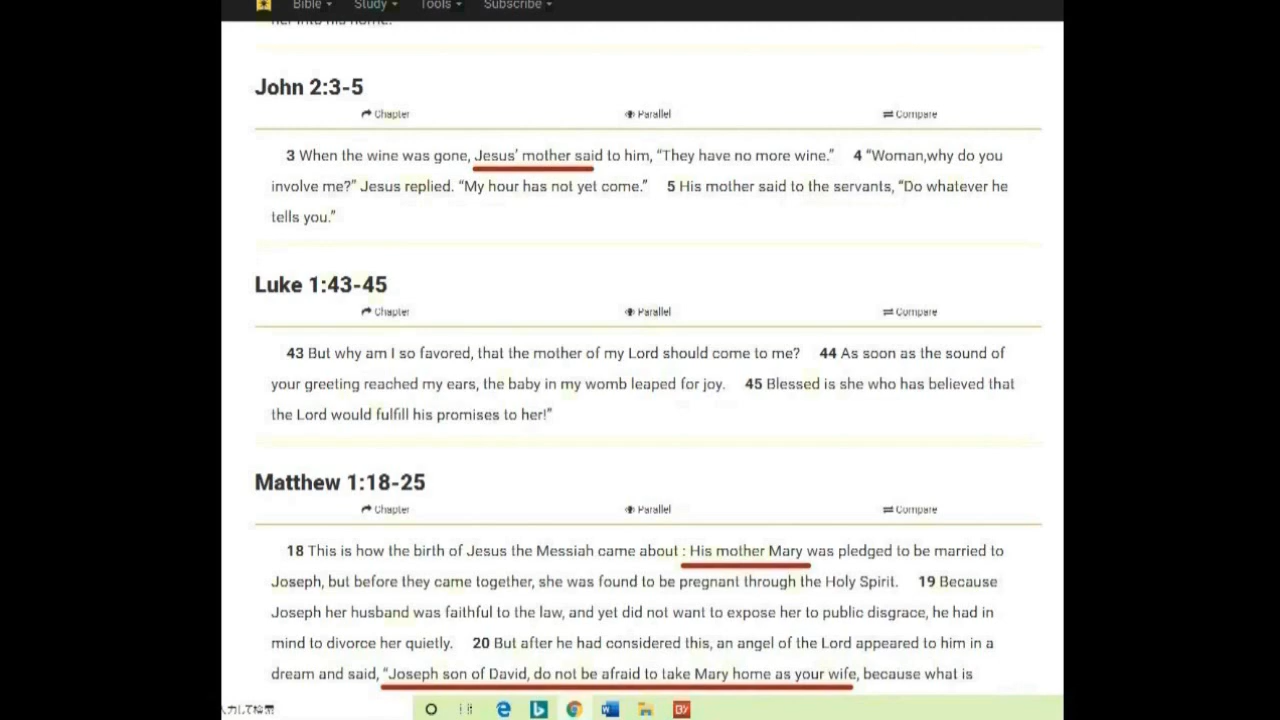 Bible Study Tools Subscribe
her into his home.
John 2:3-5
Chapter Parallel Compare
3 When the wine was gone, Jesus' mother said to him, “They have no more wine.” 4 “Woman,why do you
involve me?” Jesus replied. “My hour has not yet come.” 5 His mother said to the servants, “Do whatever he
tells you.”
Luke 1:43-45
Chapter Parallel Compare
43 But why am I so favored, that the mother of my Lord should come to me? 44 As soon as the sound of
your greeting reached my ears, the baby in my womb leaped for joy. 45 Blessed is she who has believed that
the Lord would fulfill his promises to her!”
Matthew 1:18-25
Chapter Parallel Compare
18 This is how the birth of Jesus the Messiah came about : His mother Mary was pledged to be married to
Joseph, but before they came together, she was found to be pregnant through the Holy Spirit. 19 Because
Joseph her husband was faithful to the law, and yet did not want to expose her to public disgrace, he had in
mind to divorce her quietly. 20 But after he had considered this, an angel of the Lord appeared to him in a
dream and said, “Joseph son of David, do not be afraid to take Mary home as your wife, because what is
入力して検索